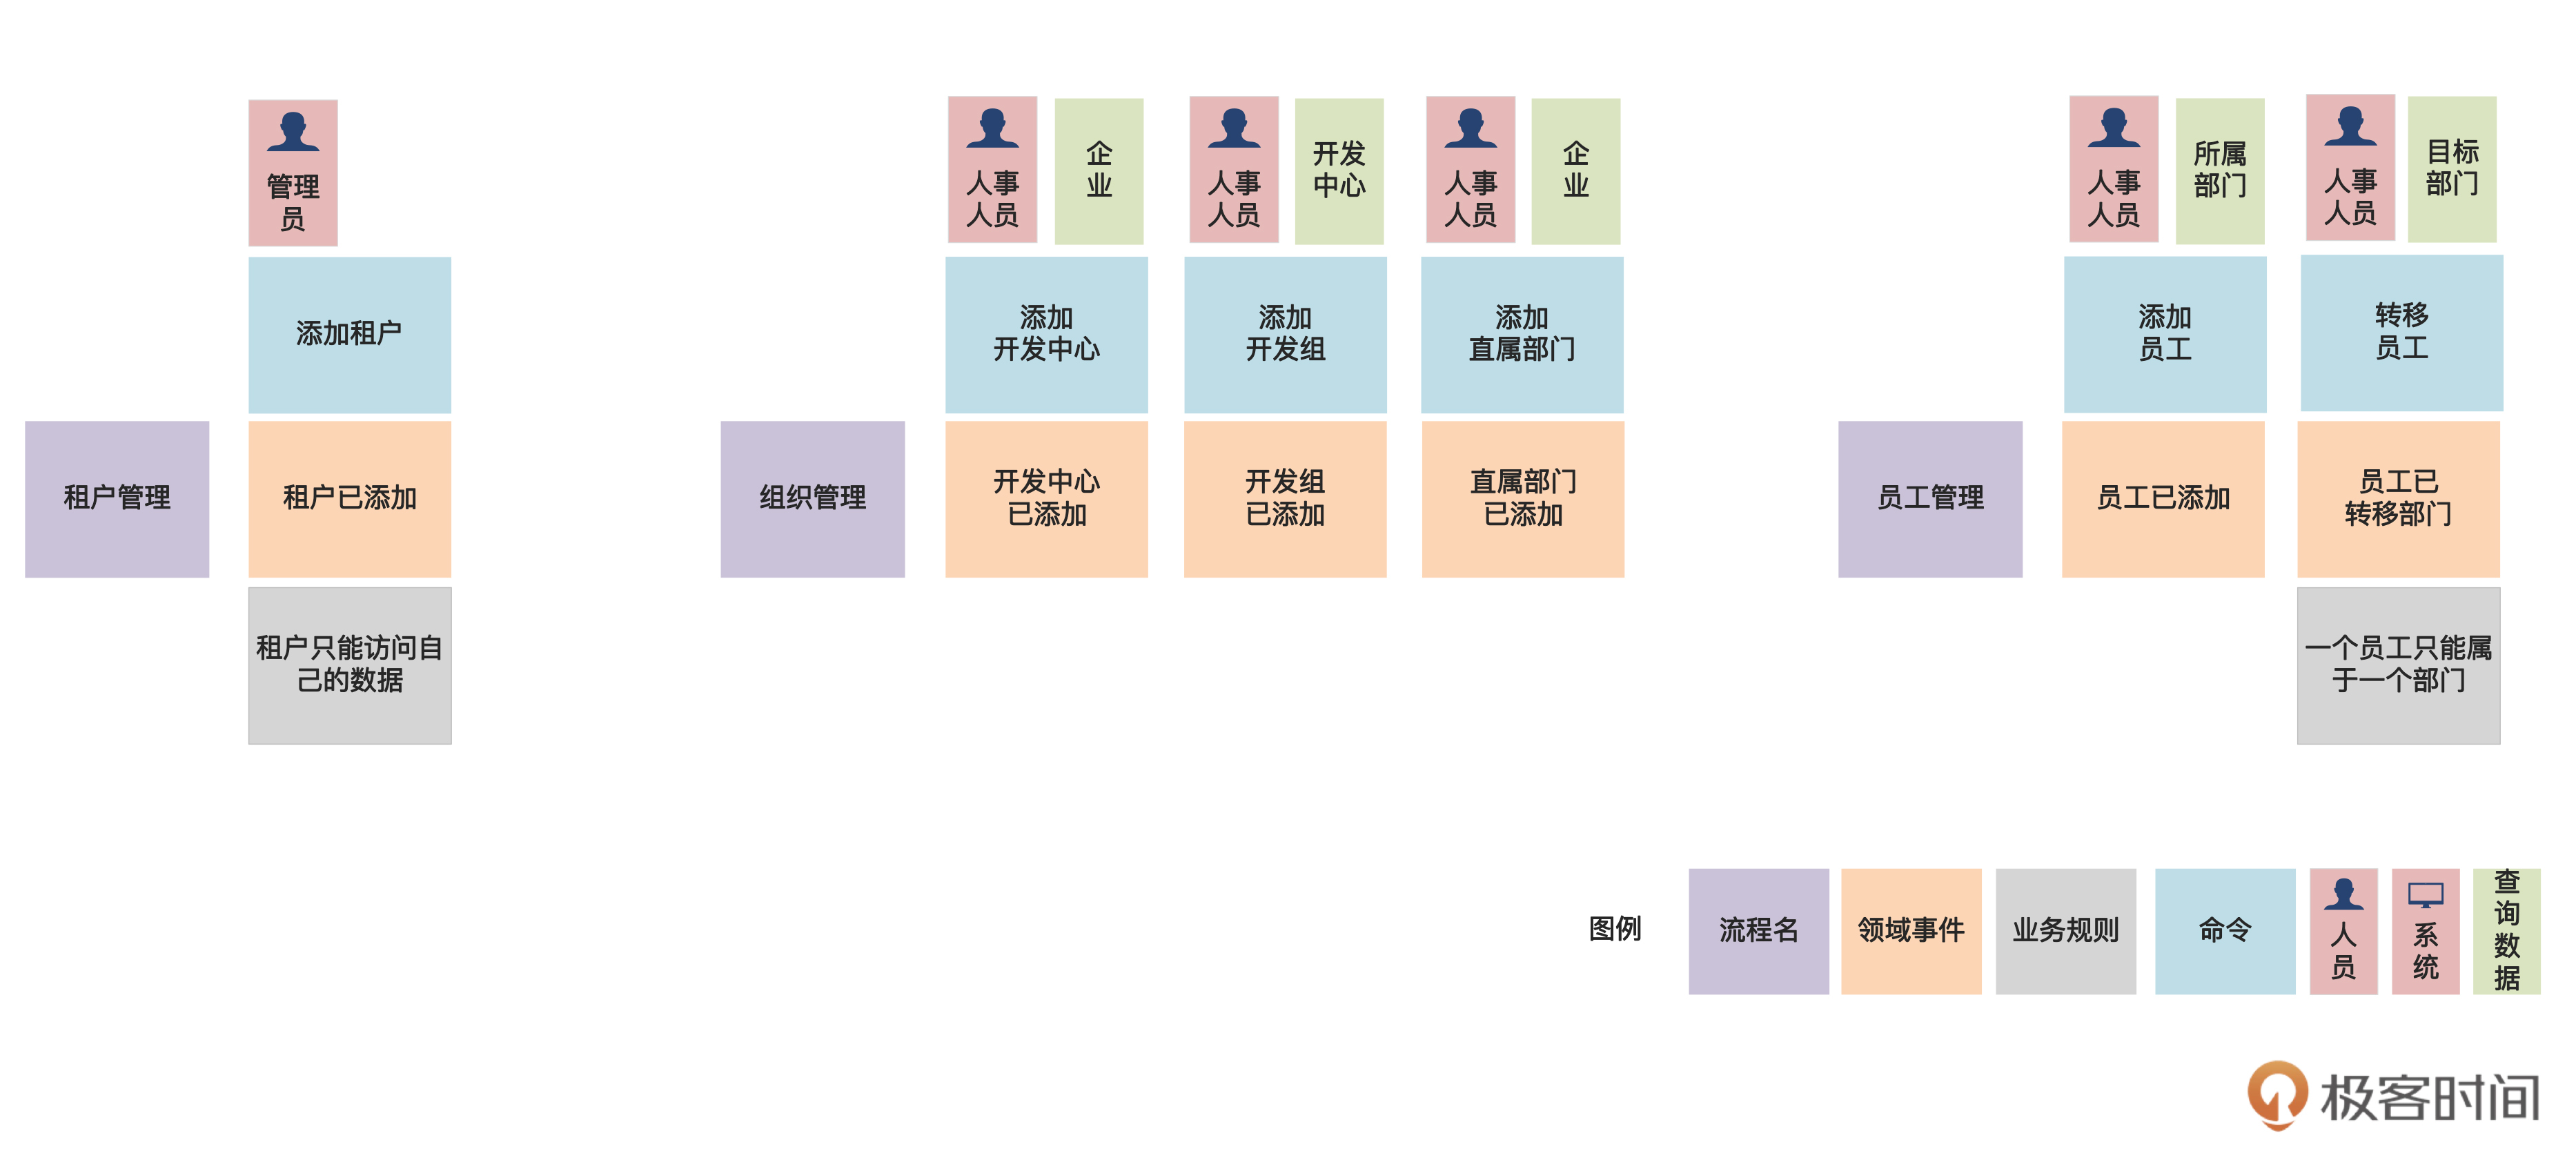 管理
员
添加租户
租户管理
租户已添加
租户只能访问自
己的数据
人事
人员
企
业
人事
人员
开发
中心
人事
人员
企
业
添加
开发中心
添加
开发组
添加
直属部门
组织管理
开发中心
已添加
开发组
已添加
直属部门
已添加
人事
人员
所属
部门
人事
人员
目标
部门
添加
员工
转移
员工
员工管理
员工已添加
员工已
转移部门
一个员工只能属
于一个部门
图例
流程名
领域事件
业务规则
命令
人
员
系
统
查
询
数
据
极客时间